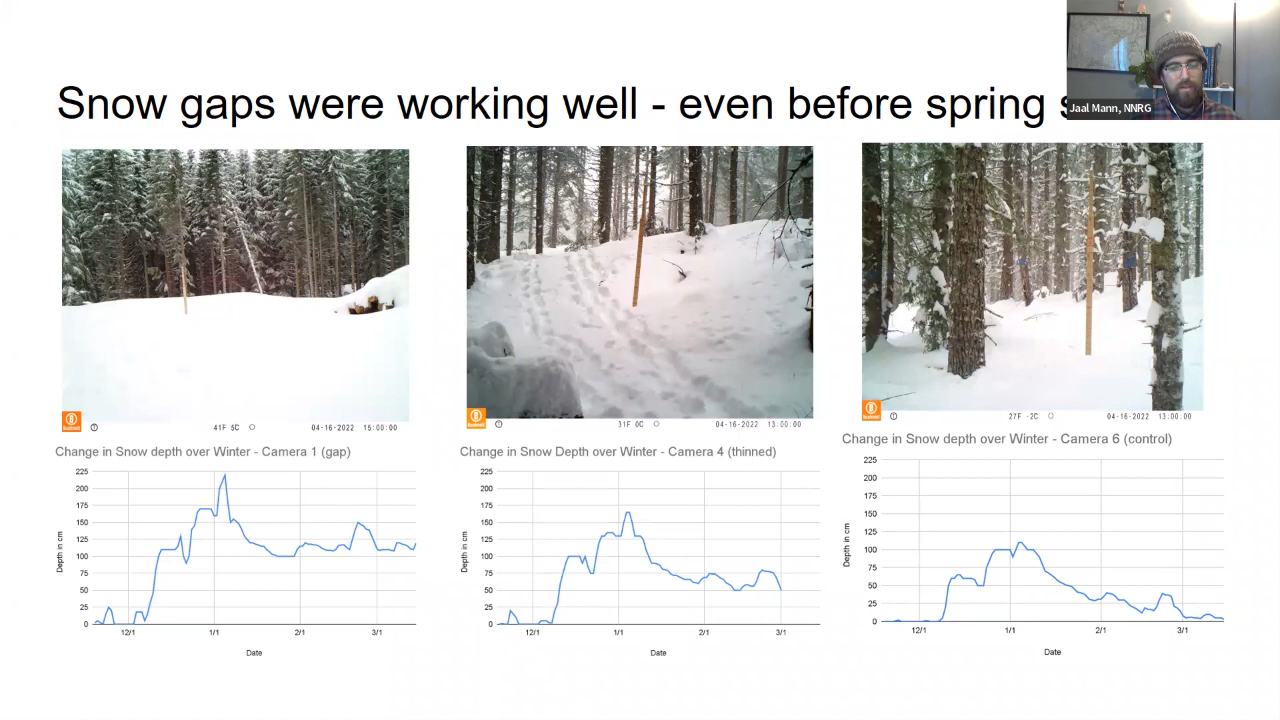 Snow gaps were working well - even before spring
Jaal Mann, NNRG
Bushnell
41F 5C 04-16-2022 15:00:00
Bushnell
31F 0C 04-16-2022 13:00:00
Bushnell
27F -2C 04-16-2022 13:00:00
Change in Snow depth over Winter - Camera 1 (gap)
225
200
175
150
125
100
75
50
25
0
Depth in cm
12/1 1/1 2/1 3/1
Date
Change in Snow Depth over Winter - Camera 4 (thinned)
225
200
175
150
125
100
75
50
25
0
Depth in cm
12/1 1/1 2/1 3/1
Date
Change in Snow depth over Winter - Camera 6 (control)
225
200
175
150
125
100
75
50
25
0
Depth in cm
12/1 1/1 2/1 3/1
Date